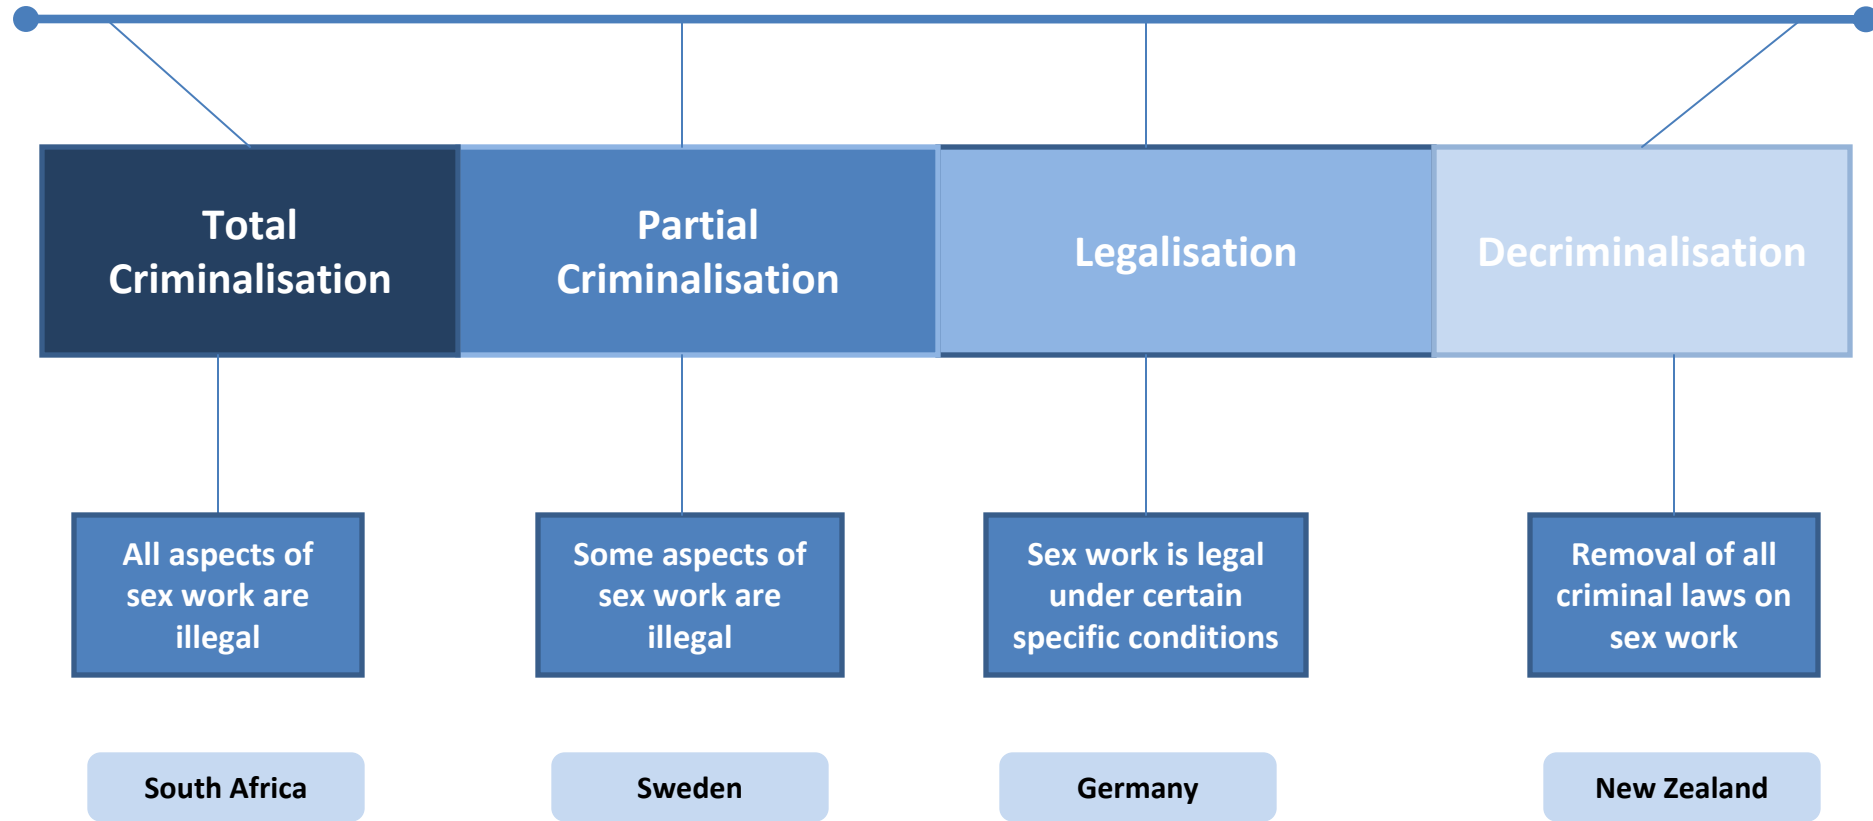 Total
Criminalisation
Partial
Criminalisation
Legalisation
Decriminalisation
All aspects of
sex work are
illegal
Some aspects of
sex work are
illegal
Sex work is legal
under certain
specific conditions
Removal of all
criminal laws on
sex work
South Africa
Sweden
Germany
New Zealand